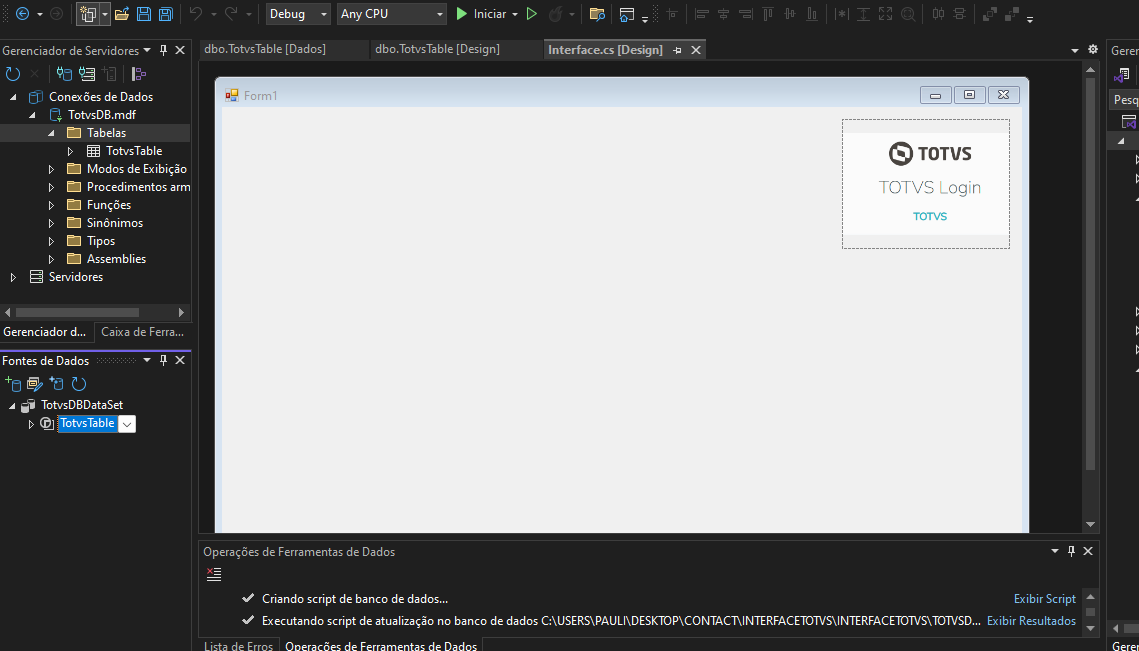 Debug
Any CPU
Iniciar
Gerenciador de Servidores
Conexões de Dados
TotvsDB.mdf
Tabelas
TotvsTable
Modos de Exibição
Procedimentos arm
Funções
Sinônimos
Tipos
Assemblies
Servidores
Gerenciador d...
Caixa de Ferra...
Fontes de Dados
TotvsDBDataSet
TotvsTable
dbo.TotvsTable [Dados]
dbo.TotvsTable [Design]
Interface.cs [Design]
Form1
TOTVS
TOTVS Login
TOTVS
Operações de Ferramentas de Dados
Criando script de banco de dados...
Exibir Script
Executando script de atualização no banco de dados C:\USERS\PAULI\DESKTOP\CONTACT\INTERFACETOTVS\INTERFACETOTVS\TOTVSD...
Exibir Resultados
Lista de Erros
Operações de Ferramentas de Dados
Geren
Pesq
Geren